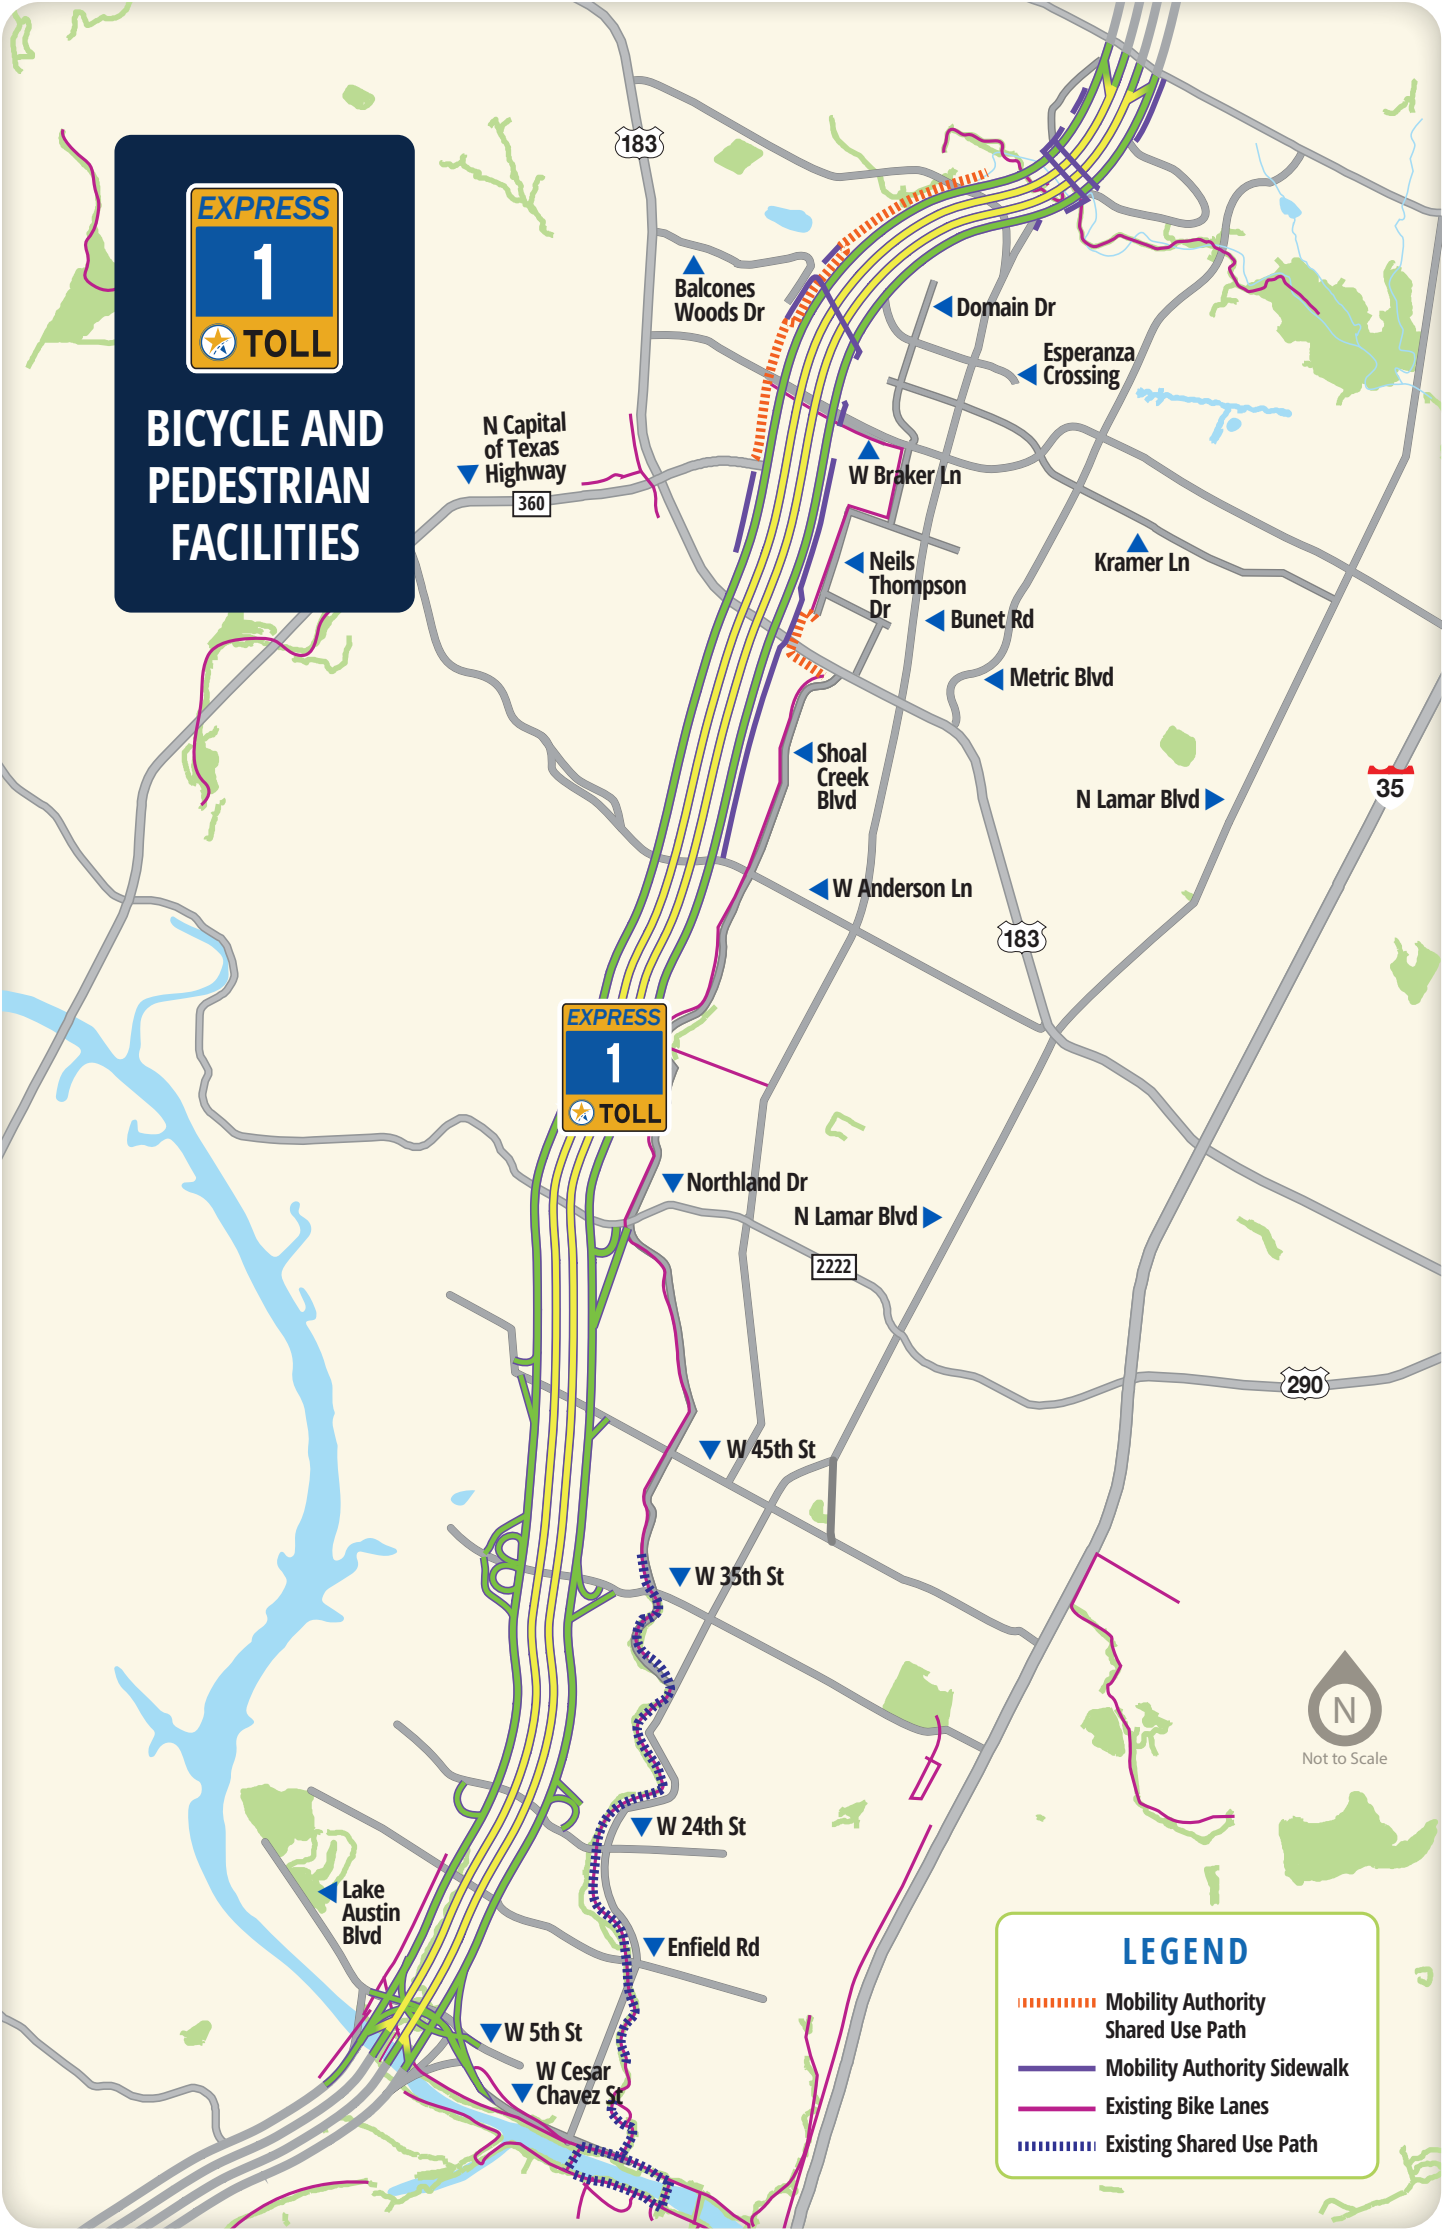 EXPRESS
1
TOLL
BICYCLE AND
PEDESTRIAN
FACILITIES
183
Balcones
Woods Dr
Domain Dr
Esperanza
Crossing
N Capital
of Texas
Highway
360
W Braker Ln
Kramer Ln
Neils
Thompson
Dr
Bunet Rd
Metric Blvd
Shoal
Creek
Blvd
N Lamar Blvd
35
W Anderson Ln
183
EXPRESS
1
TOLL
Northland Dr
N Lamar Blvd
2222
290
W 45th St
W 35th St
N
Not to Scale
W 24th St
Lake
Austin
Blvd
Enfield Rd
W 5th St
W Cesar
Chavez St
LEGEND
Mobility Authority
Shared Use Path
Mobility Authority Sidewalk
Existing Bike Lanes
Existing Shared Use Path